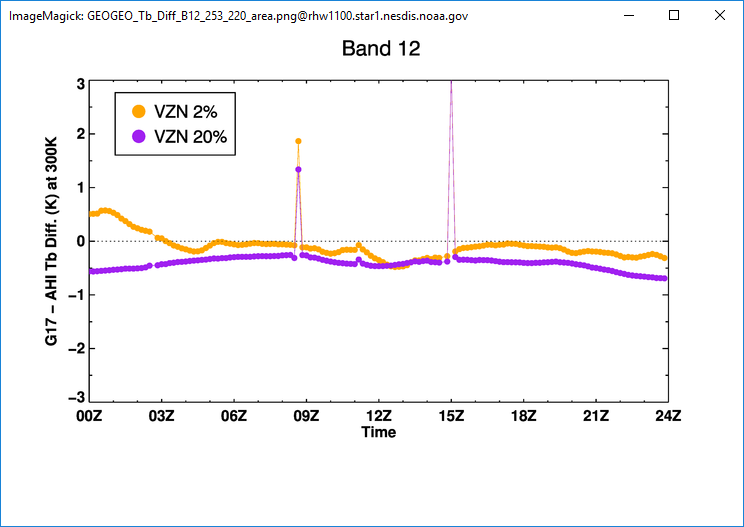 ImageMagick: GEOGEO_Tb_Diff_B12_253_220_area.png@rhw1100.star1.nesdis.noaa.gov
Band 12
VZN 2%
VZN 20%
G17 − AHI Tb Diff. (K) at 300K
3
2
1
0
−1
−2
−3
00Z 03Z 06Z 09Z 12Z 15Z 18Z 21Z 24Z
Time